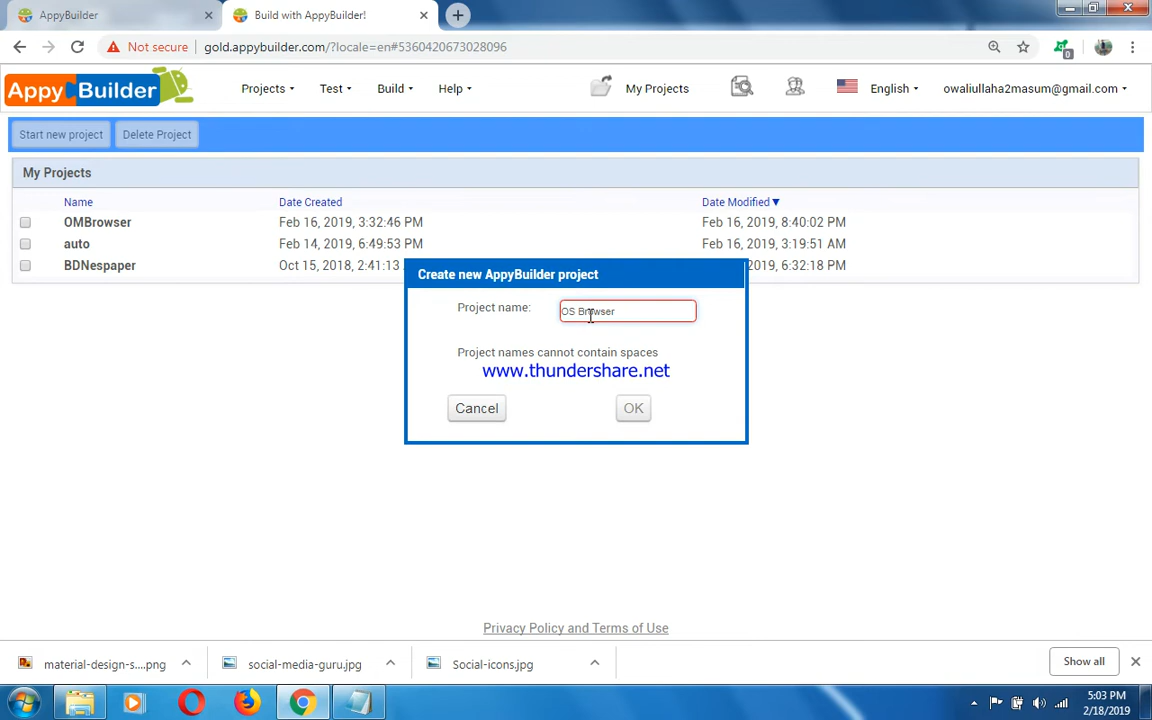 AppyBuilder
Build with AppyBuilder!
Not secure
gold.appybuilder.com/?locale=en#5360420673028096
0
AppyBuilder
Projects
Test
Build
Help
My Projects
English
owaliullaha2masum@gmail.com
Start new project
Delete Project
My Projects
Name Date Created Date Modified
OMBrowser Feb 16, 2019, 3:32:46 PM Feb 16, 2019, 8:40:02 PM
auto Feb 14, 2019, 6:49:53 PM Feb 16, 2019, 3:19:51 AM
BDNespaper Oct 15, 2018, 2:41:13 2019, 6:32:18 PM
Create new AppyBuilder project
Project name: OS Browser
Project names cannot contain spaces
www.thundershare.net
Cancel OK
Privacy Policy and Terms of Use
material-design-s....png
social-media-guru.jpg
Social-icons.jpg
Show all
5:03 PM
2/18/2019